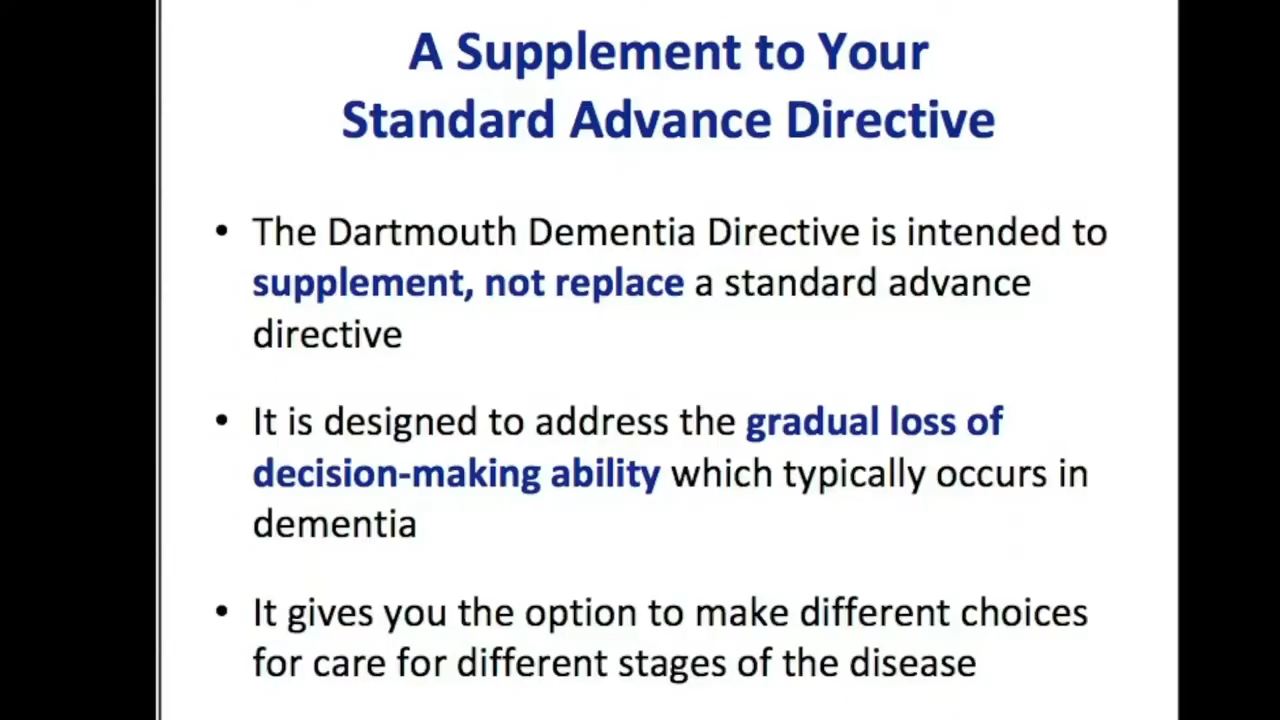 A Supplement to Your
Standard Advance Directive
• The Dartmouth Dementia Directive is intended to
supplement, not replace a standard advance
directive
• It is designed to address the gradual loss of
decision-making ability which typically occurs in
dementia
• It gives you the option to make different choices
for care for different stages of the disease